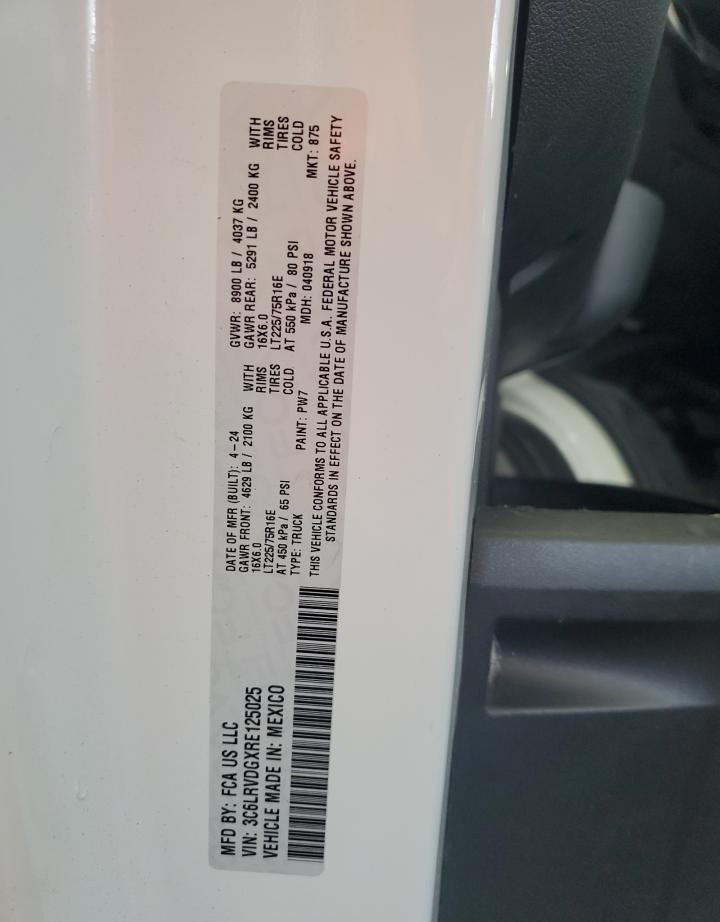 MFD BY: FCA US LLC
VIN: 3C6LRVDGXRE125025
VEHICLE MADE IN: MEXICO
DATE OF MFR (BUILT): 4-24 GVWR: 8900 LB / 4037 KG
GAWR FRONT: 4629 LB / 2100 KG WITH GAWR REAR: 5291 LB / 2400 KG WITH
16X6.0 RIMS 16X6.0 RIMS
LT225/75R16E TIRES LT225/75R16E TIRES
AT 450 kPa / 65 PSI COLD AT 550 kPa / 80 PSI COLD
TYPE: TRUCK PAINT: PW7 MDH: 040918 MKT: 875
THIS VEHICLE CONFORMS TO ALL APPLICABLE U.S.A. FEDERAL MOTOR VEHICLE SAFETY
STANDARDS IN EFFECT ON THE DATE OF MANUFACTURE SHOWN ABOVE.